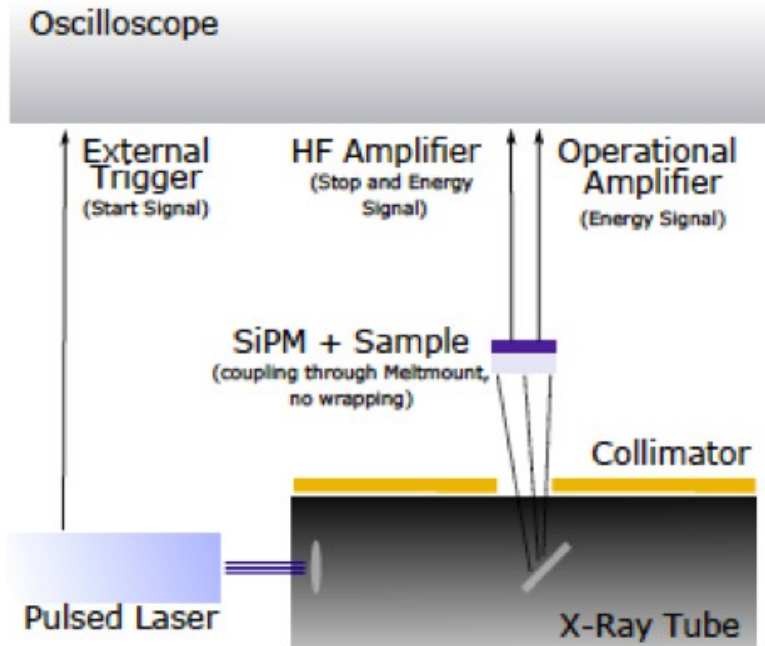 Oscilloscope
External
Trigger
(Start Signal)
HF Amplifier
(Stop and Energy
Signal)
Operational
Amplifier
(Energy Signal)
SiPM + Sample
(coupling through Meltmount,
no wrapping)
Collimator
Pulsed Laser
X-Ray Tube